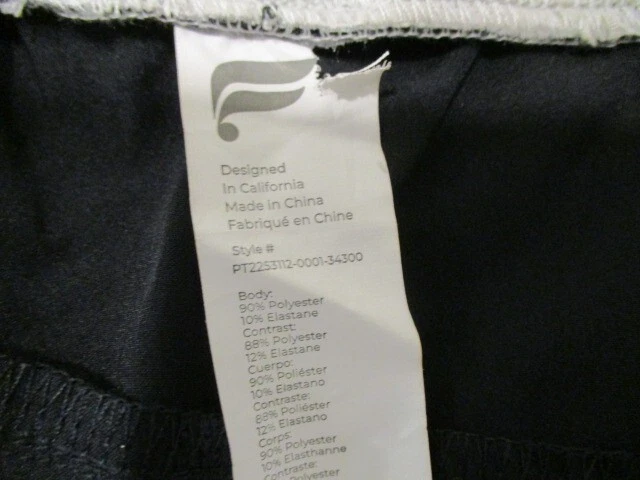 Designed
In California
Made in China
Fabriqué en Chine
Style #
PT2253112-0001-34300
Body:
90% Polyester
10% Elastane
Contrast:
88% Polyester
12% Elastane
Cuerpo:
90% Poliéster
10% Elastano
Contraste:
88% Poliéster
12% Elastano
Corps:
90% Polyester
10% Elasthanne
Contraste:
Polyester